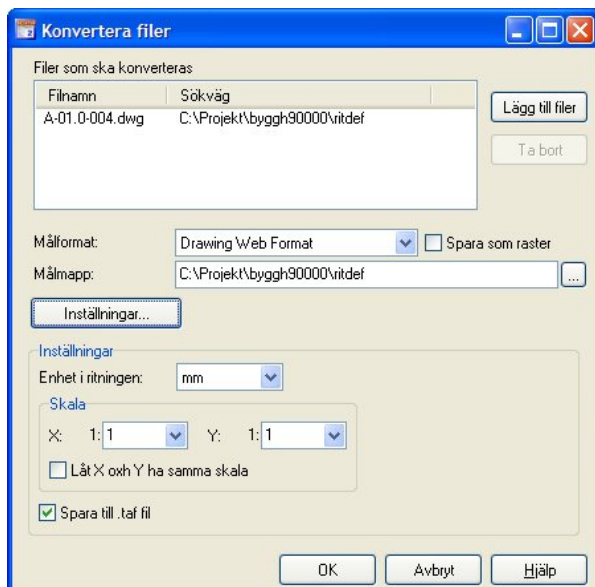 Konvertera filer
Filer som ska konverteras
Filnamn Sökväg
A-01.0-004.dwg C:\Projekt\byggh90000\ritdef
Lägg till filer
Ta bort
Målformat: Drawing Web Format Spara som raster
Målmapp: C:\Projekt\byggh90000\ritdef ...
Inställningar...
Inställningar
Enhet i ritningen: mm
Skala
X: 1: 1 Y: 1: 1
Låt X oxh Y ha samma skala
Spara till .taf fil
OK Avbryt Hjälp